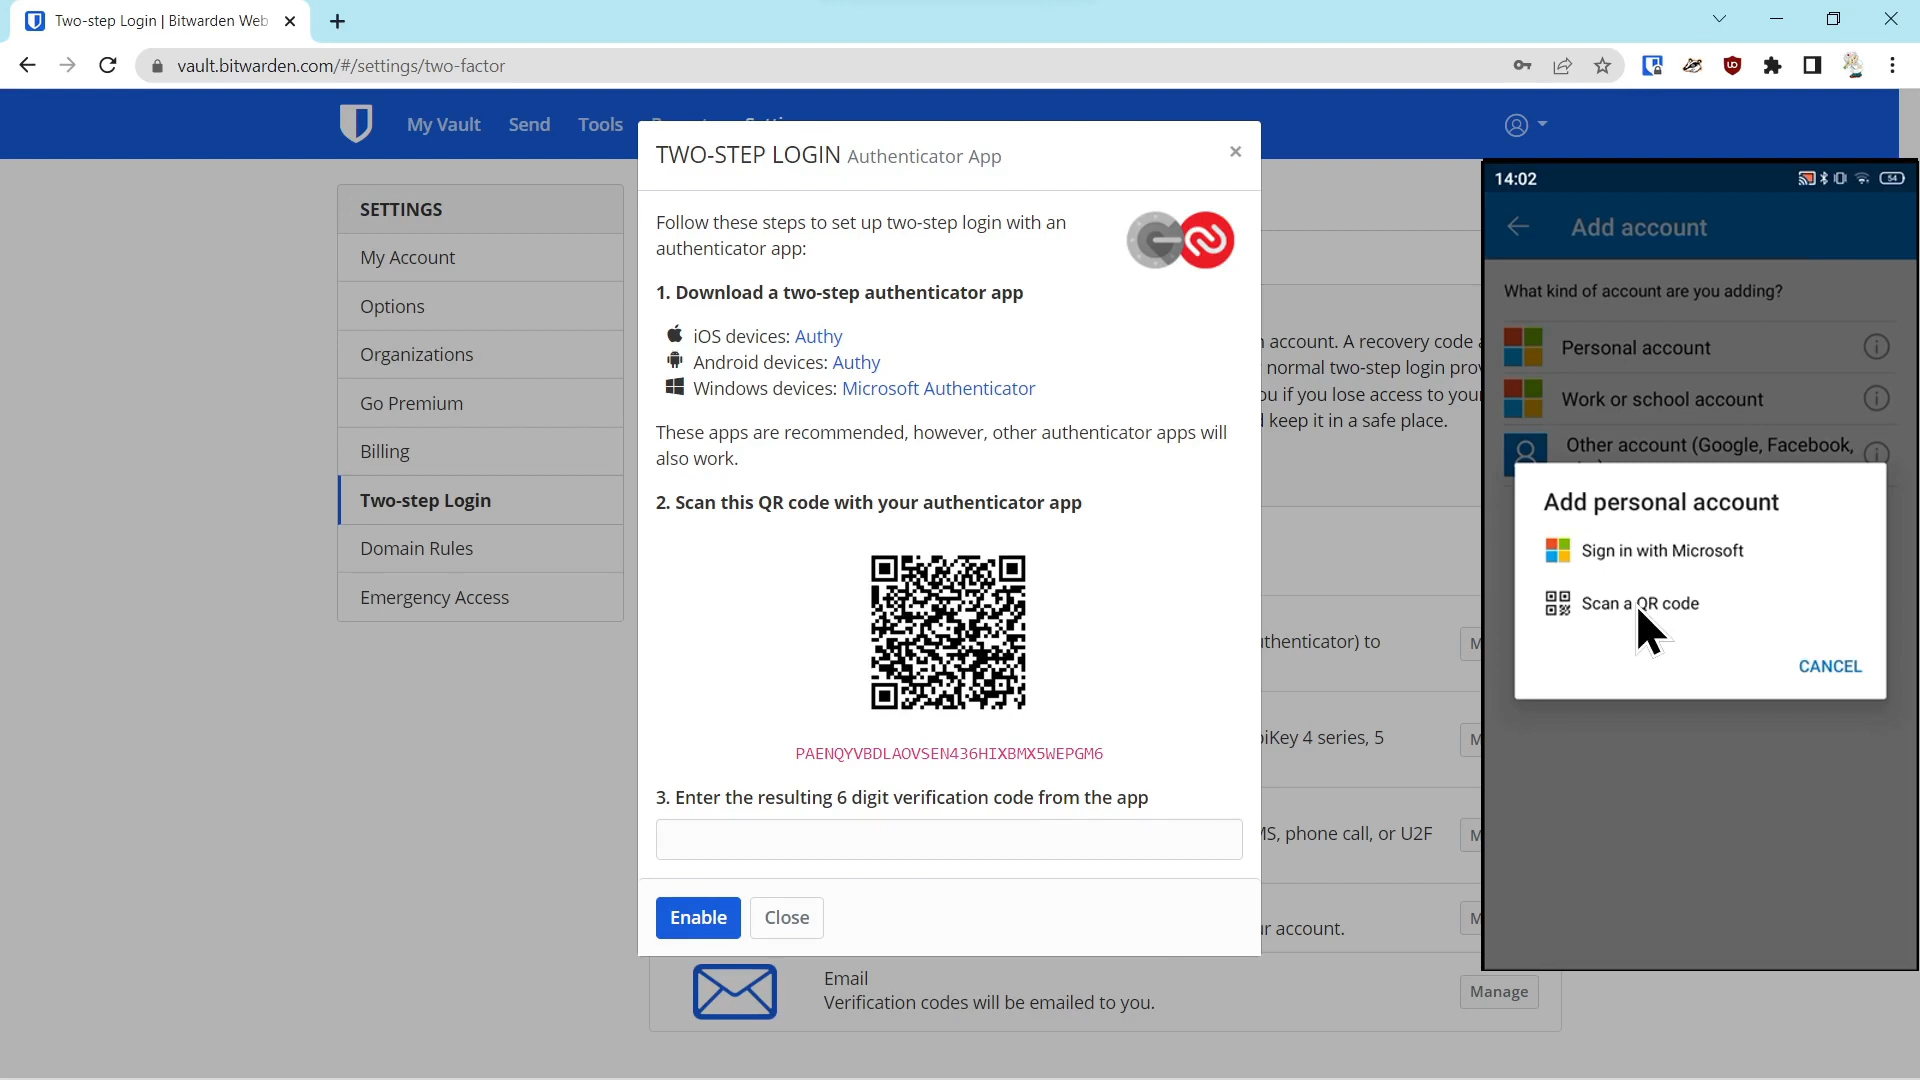 Two-step Login | Bitwarden Web
vault.bitwarden.com/#/settings/two-factor
My Vault
Send
Tools
SETTINGS
My Account
Options
Organizations
Go Premium
Billing
Two-step Login
Domain Rules
Emergency Access
TWO-STEP LOGIN Authenticator App
×
Follow these steps to set up two-step login with an
authenticator app:
1. Download a two-step authenticator app
iOS devices: Authy
Android devices: Authy
Windows devices: Microsoft Authenticator
These apps are recommended, however, other authenticator apps will
also work.
2. Scan this QR code with your authenticator app
PAENQYVBDLAOVSEN436HIXBMX5WEPGM6
3. Enter the resulting 6 digit verification code from the app
Enable
Close
account. A recovery code
normal two-step login
if you lose access to
keep it in a safe place.
to
4 series, 5
phone call, or U2F
account.
Email
Verification codes will be emailed to you.
Manage
14:02
54
Add account
What kind of account are you adding?
Personal account
Work or school account
Other account (Google, Facebook,
Add personal account
Sign in with Microsoft
Scan a QR code
CANCEL